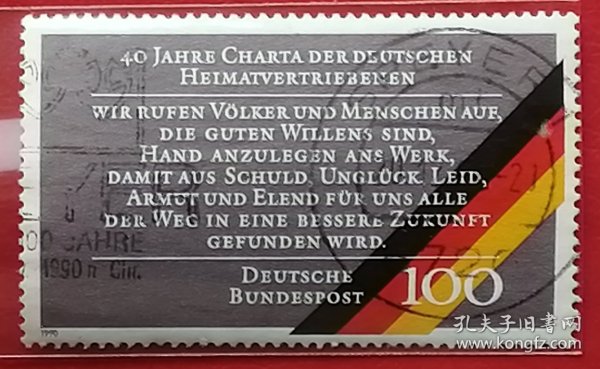 40 JAHRE CHARTA DER DEUTSCHEN
HEIMATVERTRIEBENEN
WIR RUFEN VÖLKER UND MENSCHEN AUF,
DIE GUTEN WILLENS SIND,
HAND ANZULEGEN ANS WERK,
DAMIT AUS SCHULD, UNGLÜCK, LEID,
ARMUT UND ELEND FÜR UNS ALLE
DER WEG IN EINE BESSERE ZUKUNFT
GEFUNDEN WIRD.
DEUTSCHE
BUNDESPOST
100
1990
JAHRE
1990
孔夫子旧书网
www.kongfz.com